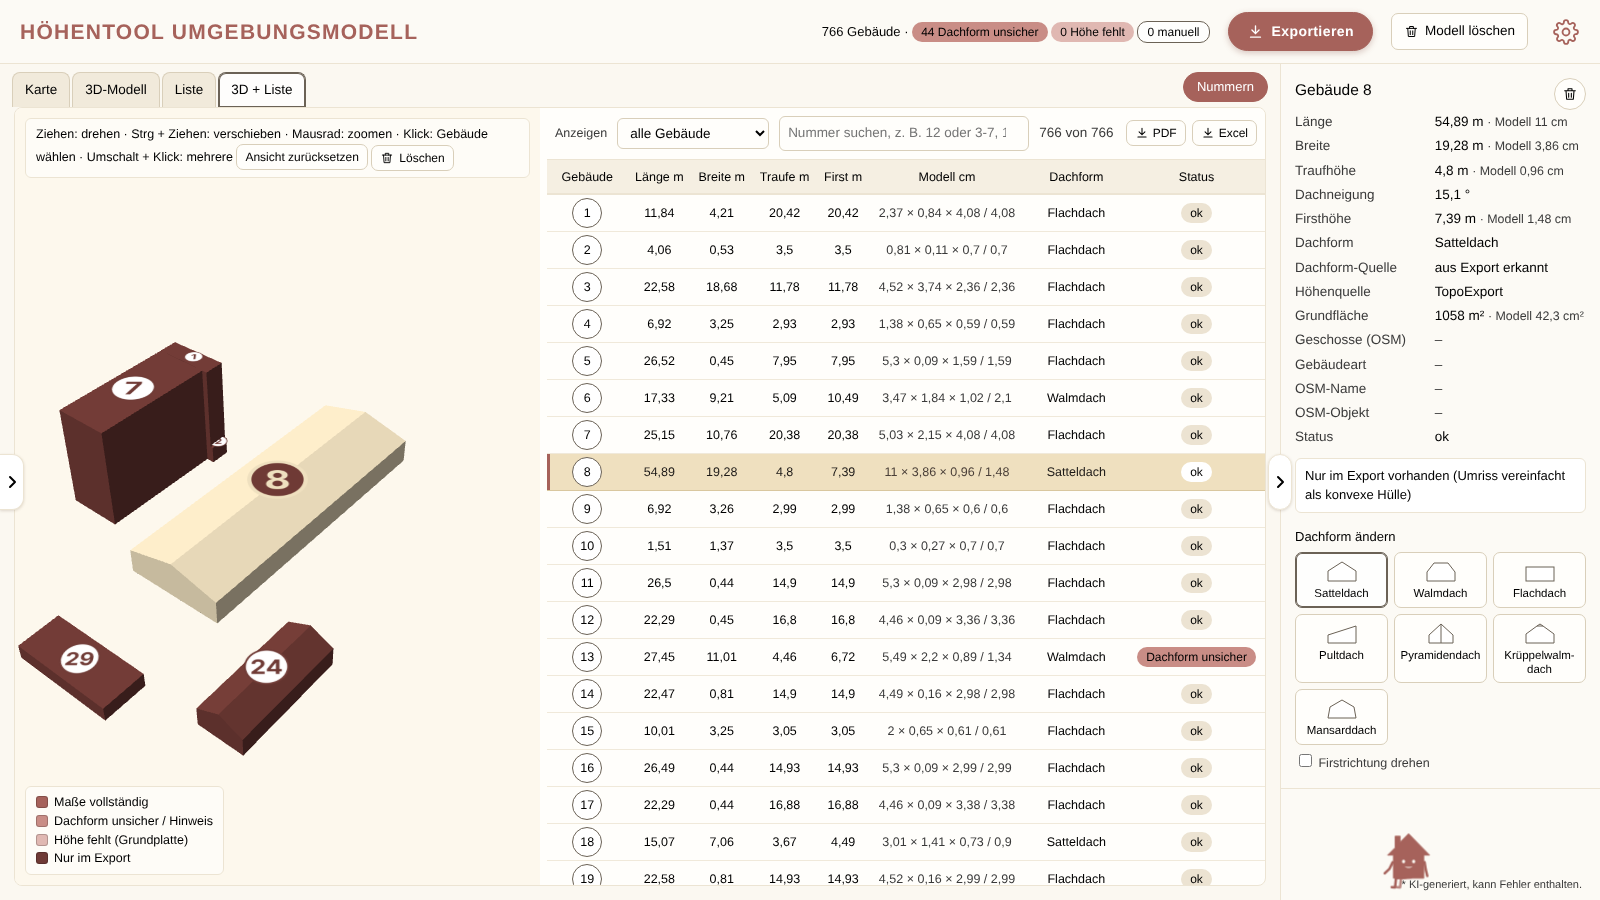 HÖHENTOOL UMGEBUNGSMODELL
766 Gebäude · 44 Dachform unsicher 0 Höhe fehlt 0 manuell
Exportieren
Modell löschen
Karte 3D-Modell Liste 3D + Liste
Nummern
Ziehen: drehen · Strg + Ziehen: verschieben · Mausrad: zoomen · Klick: Gebäude
wählen · Umschalt + Klick: mehrere Ansicht zurücksetzen Löschen
1
7
2
8
29
24
Maße vollständig
Dachform unsicher / Hinweis
Höhe fehlt (Grundplatte)
Nur im Export
Anzeigen alle Gebäude Nummer suchen, z. B. 12 oder 3-7, 766 von 766 PDF Excel
Gebäude Länge m Breite m Traufe m First m Modell cm Dachform Status
1 11,84 4,21 20,42 20,42 2,37 × 0,84 × 4,08 / 4,08 Flachdach ok
2 4,06 0,53 3,5 3,5 0,81 × 0,11 × 0,7 / 0,7 Flachdach ok
3 22,58 18,68 11,78 11,78 4,52 × 3,74 × 2,36 / 2,36 Flachdach ok
4 6,92 3,25 2,93 2,93 1,38 × 0,65 × 0,59 / 0,59 Flachdach ok
5 26,52 0,45 7,95 7,95 5,3 × 0,09 × 1,59 / 1,59 Flachdach ok
6 17,33 9,21 5,09 10,49 3,47 × 1,84 × 1,02 / 2,1 Walmdach ok
7 25,15 10,76 20,38 20,38 5,03 × 2,15 × 4,08 / 4,08 Flachdach ok
8 54,89 19,28 4,8 7,39 11 × 3,86 × 0,96 / 1,48 Satteldach ok
9 6,92 3,26 2,99 2,99 1,38 × 0,65 × 0,6 / 0,6 Flachdach ok
10 1,51 1,37 3,5 3,5 0,3 × 0,27 × 0,7 / 0,7 Flachdach ok
11 26,5 0,44 14,9 14,9 5,3 × 0,09 × 2,98 / 2,98 Flachdach ok
12 22,29 0,45 16,8 16,8 4,46 × 0,09 × 3,36 / 3,36 Flachdach ok
13 27,45 11,01 4,46 6,72 5,49 × 2,2 × 0,89 / 1,34 Walmdach Dachform unsicher
14 22,47 0,81 14,9 14,9 4,49 × 0,16 × 2,98 / 2,98 Flachdach ok
15 10,01 3,25 3,05 3,05 2 × 0,65 × 0,61 / 0,61 Flachdach ok
16 26,49 0,44 14,93 14,93 5,3 × 0,09 × 2,99 / 2,99 Flachdach ok
17 22,29 0,44 16,88 16,88 4,46 × 0,09 × 3,38 / 3,38 Flachdach ok
18 15,07 7,06 3,67 4,49 3,01 × 1,41 × 0,73 / 0,9 Satteldach ok
19 22,58 0,81 14,93 14,93 4,52 × 0,16 × 2,99 / 2,99 Flachdach ok
Gebäude 8
Länge 54,89 m · Modell 11 cm
Breite 19,28 m · Modell 3,86 cm
Traufhöhe 4,8 m · Modell 0,96 cm
Dachneigung 15,1 °
Firsthöhe 7,39 m · Modell 1,48 cm
Dachform Satteldach
Dachform-Quelle aus Export erkannt
Höhenquelle TopoExport
Grundfläche 1058 m² · Modell 42,3 cm²
Geschosse (OSM) –
Gebäudeart –
OSM-Name –
OSM-Objekt –
Status ok
Nur im Export vorhanden (Umriss vereinfacht
als konvexe Hülle)
Dachform ändern
Satteldach Walmdach Flachdach
Pultdach Pyramidendach Krüppelwalm-
dach
Mansarddach
Firstrichtung drehen
* KI-generiert, kann Fehler enthalten.